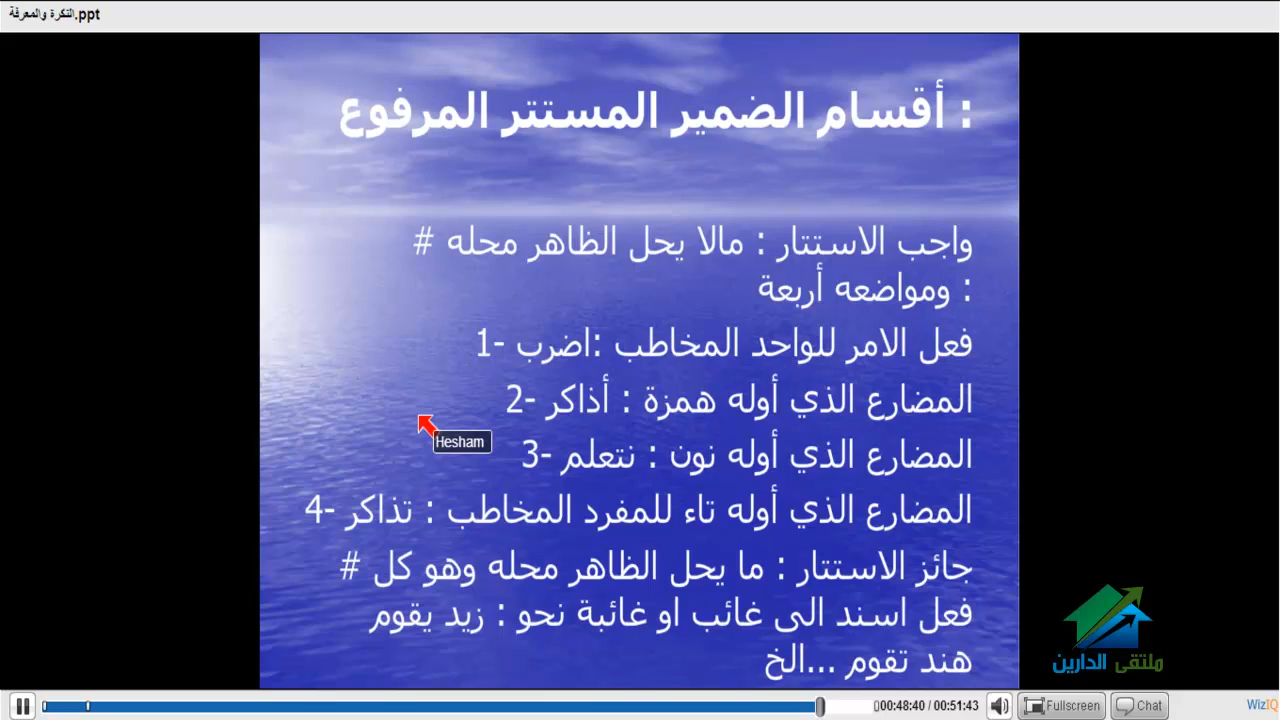 النكرة والمعرفة.ppt
أقسام الضمير المستتر المرفوع :
# واجب الاستتار : مالا يحل الظاهر محله
ومواضعه أربعة :
1- فعل الامر للواحد المخاطب :اضرب
2- المضارع الذي أوله همزة : أذاكر
3- المضارع الذي أوله نون : نتعلم
4- المضارع الذي أوله تاء للمفرد المخاطب : تذاكر
# جائز الاستتار : ما يحل الظاهر محله وهو كل
فعل اسند الى غائب او غائبة نحو : زيد يقوم
هند تقوم ...الخ
Hesham
ملتقى الدارين
00:48:40 / 00:51:43
Fullscreen
Chat
WizIQ